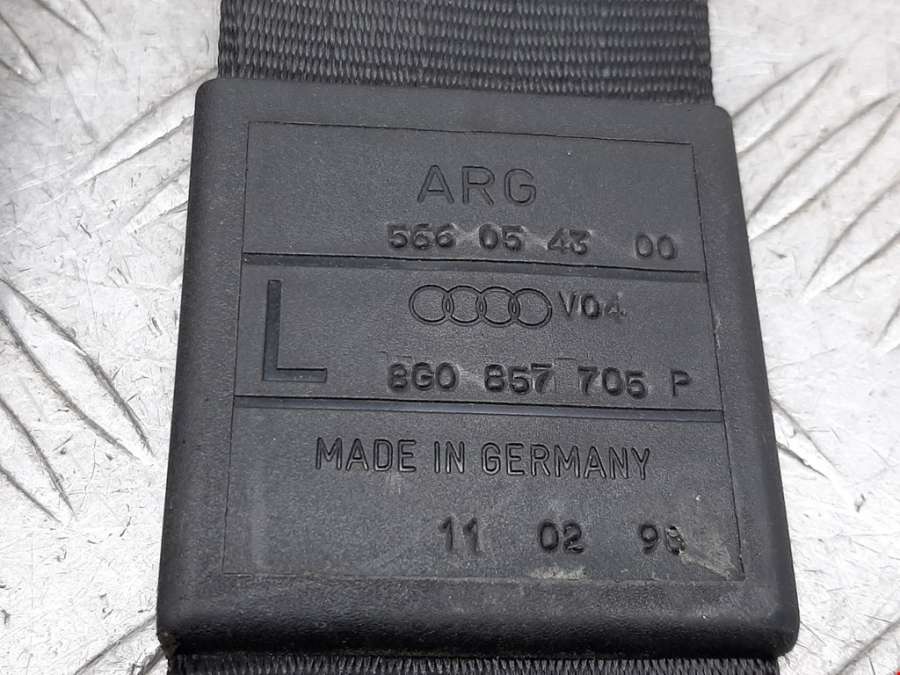 ARG
566 05 43 00
L
V04
8G0 857 705 P
MADE IN GERMANY
11 02